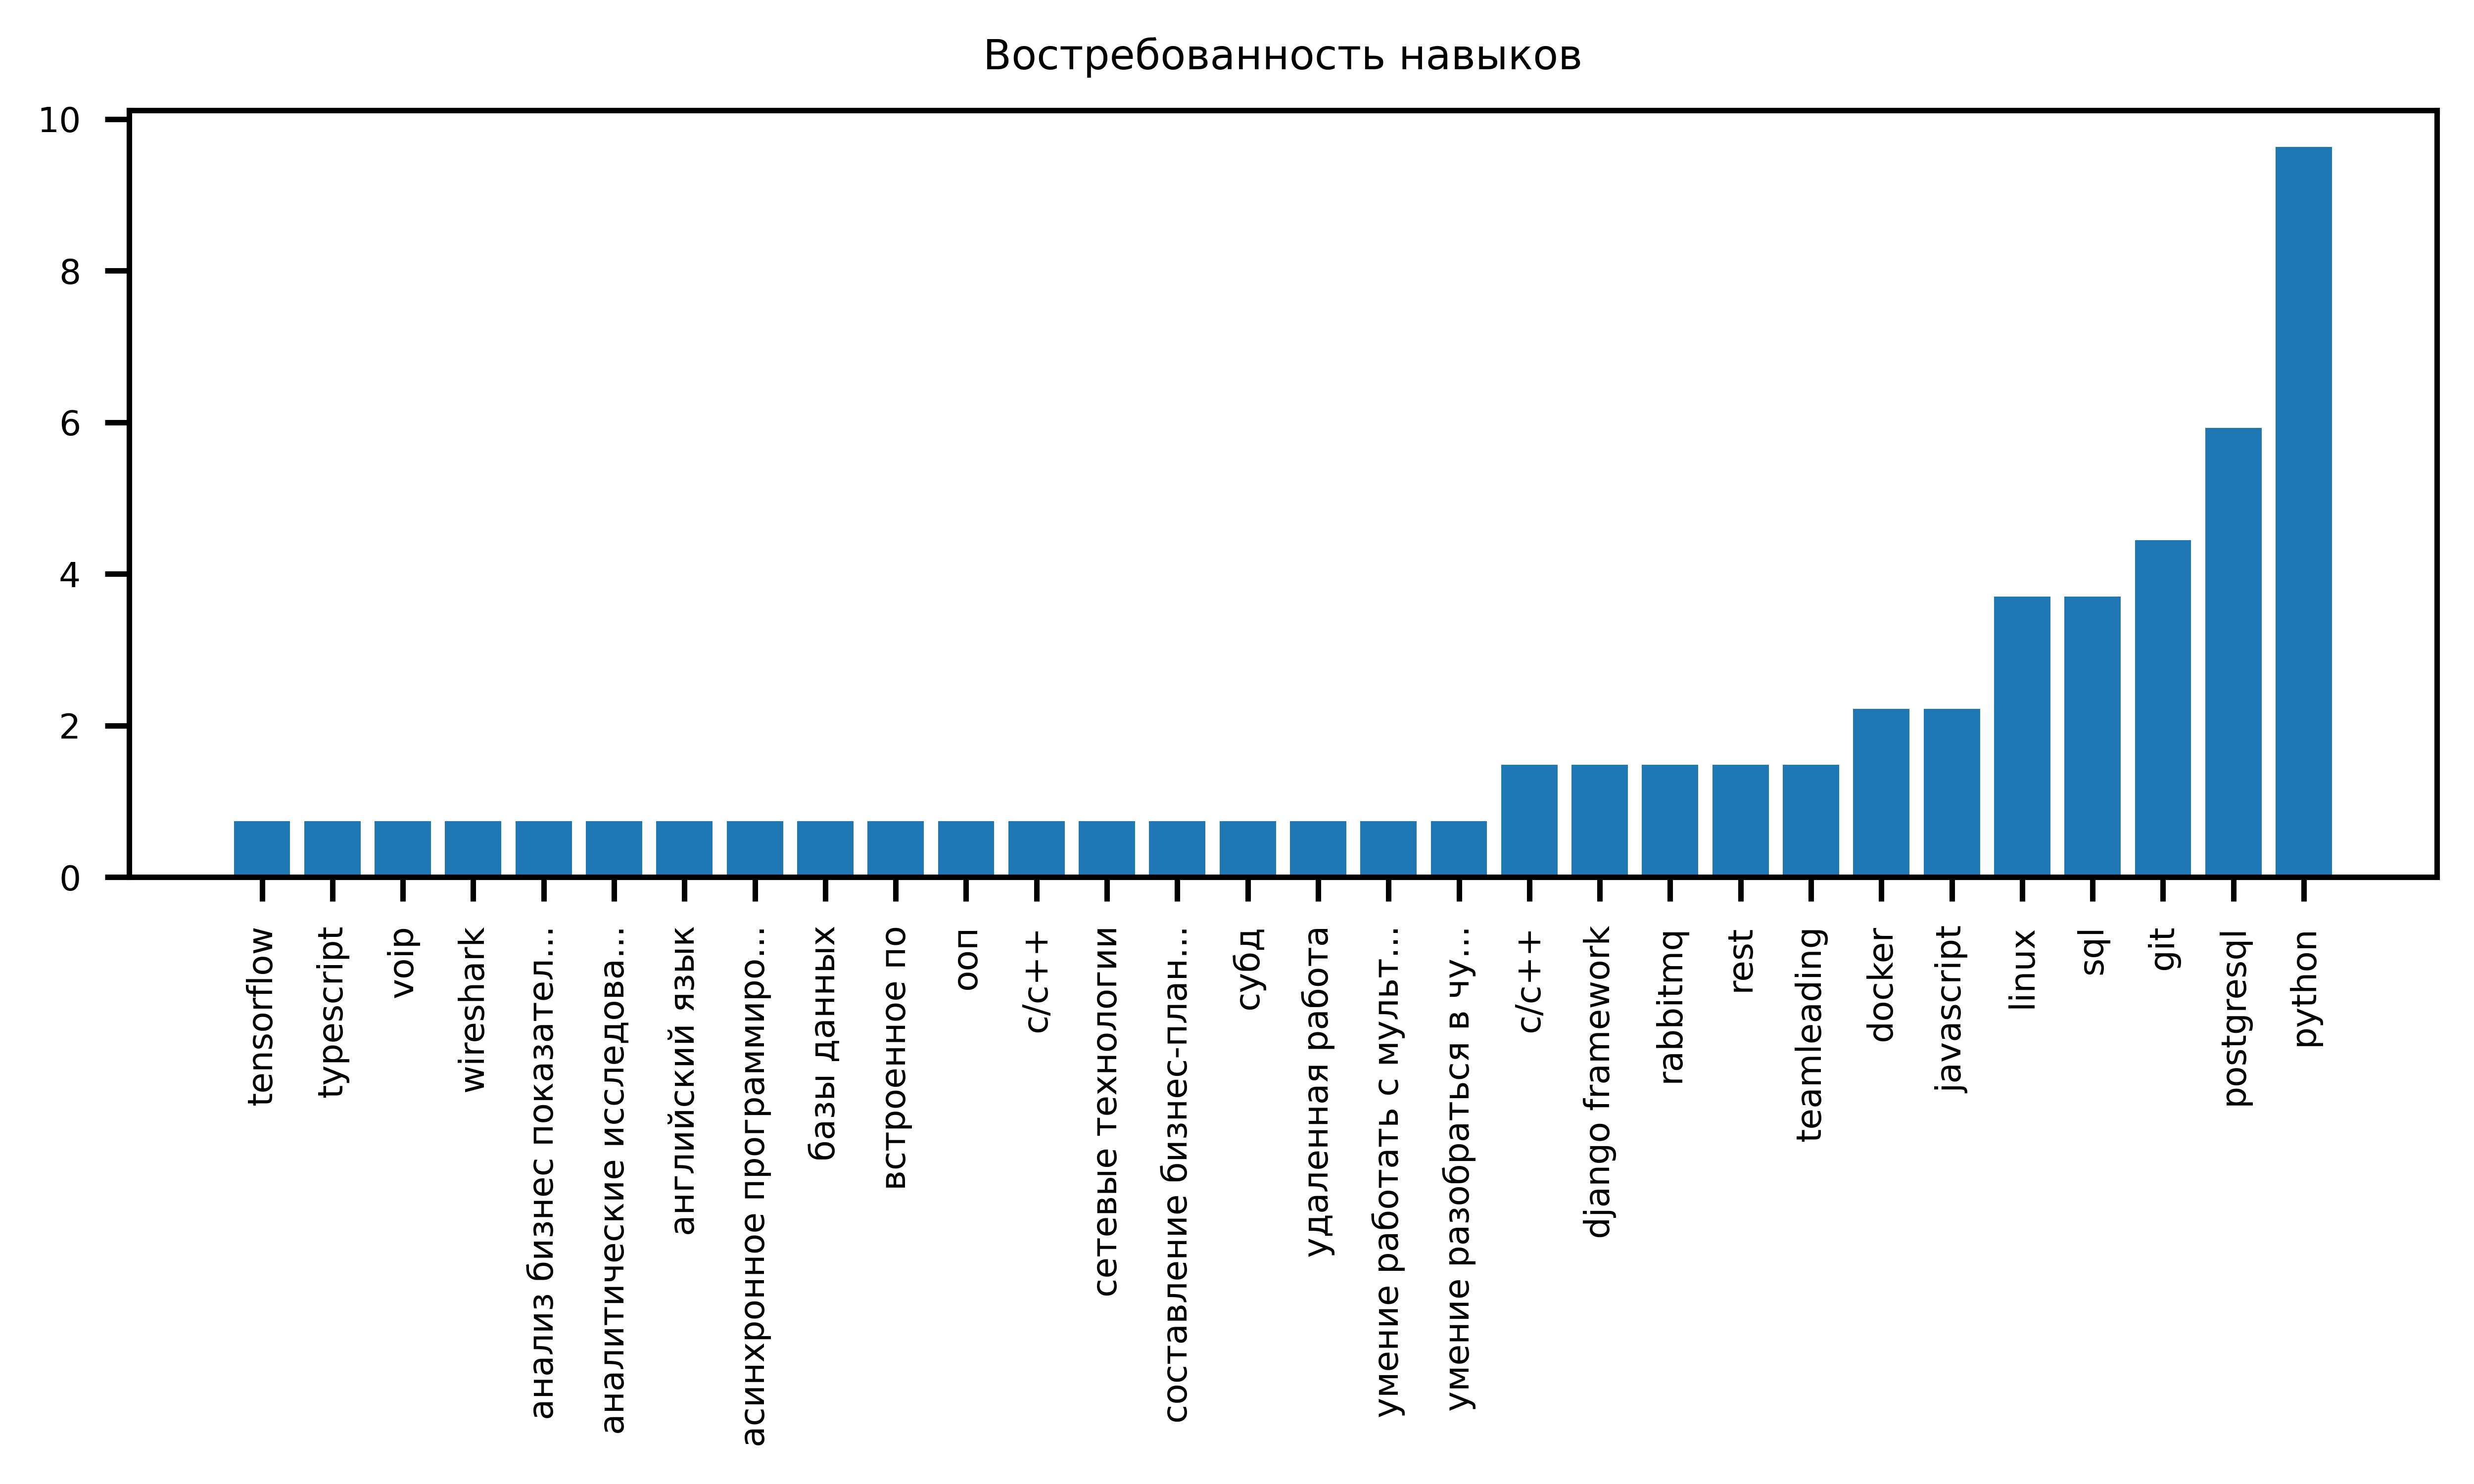 Востребованность навыков
10
8
6
4
2
0
tensorflow
typescript
voip
wireshark
анализ бизнес показател...
аналитические исследова...
английский язык
асинхронное программиро...
базы данных
встроенное по
ооп
с/с++
сетевые технологии
составление бизнес-план...
субд
удаленная работа
умение работать с мульт...
умение разобраться в чу...
c/c++
django framework
rabbitmq
rest
teamleading
docker
javascript
linux
sql
git
postgresql
python